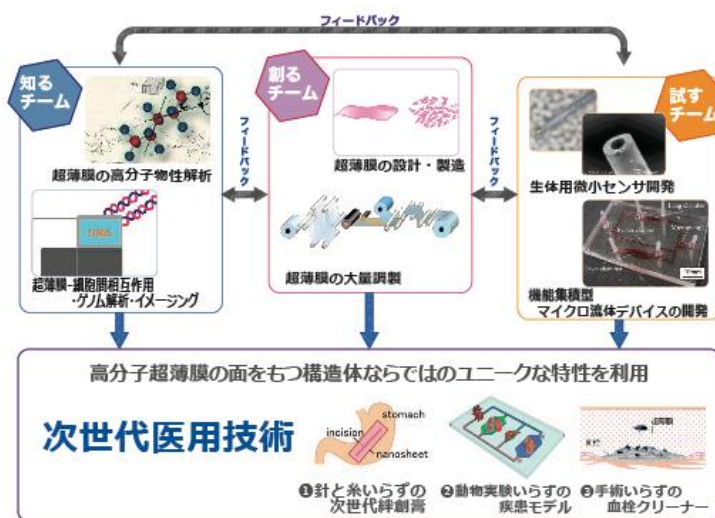 フィードバック
知る
チーム
超薄膜の高分子物性解析
超薄膜-細胞間相互作用
・ゲノム解析・イメージング
フィードバック
創る
チーム
超薄膜の設計・製造
超薄膜の大量調製
フィードバック
試す
チーム
生体用微小センサ開発
機能集積型
マイクロ流体デバイスの開発
高分子超薄膜の面をもつ構造体ならではのユニークな特性を利用
次世代医用技術
stomach
incision
nanosheet
❶針と糸いらずの
次世代絆創膏
❷動物実験いらずの
疾患モデル
❸手術いらずの
血栓クリーナー